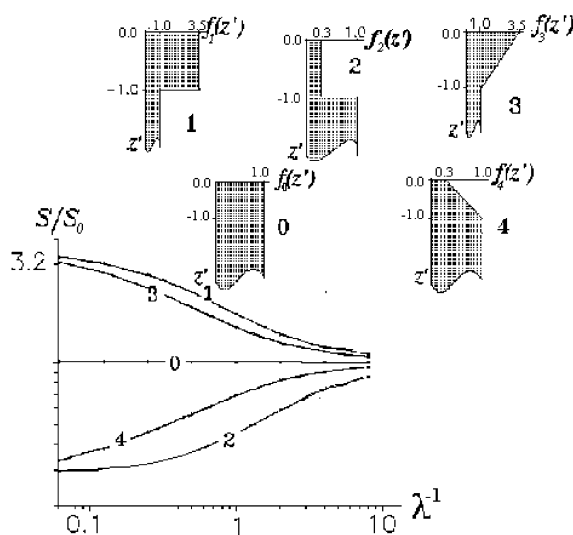 1.0 3.5 f₁(z')
0.0
-1.0
1
z'
0.3 1.0 f₂(z')
0.0
2
-1.0
z'
1.0 3.5 f₃(z')
0.0
-1.0
z' 3
1.0 f₀(z')
0.0
-1.0
0
z'
0.3 1.0 f₄(z')
0.0
-1.0
4
z'
S/S₀
3.2
1
3
0
4
2
0.1 1 10 λ⁻¹